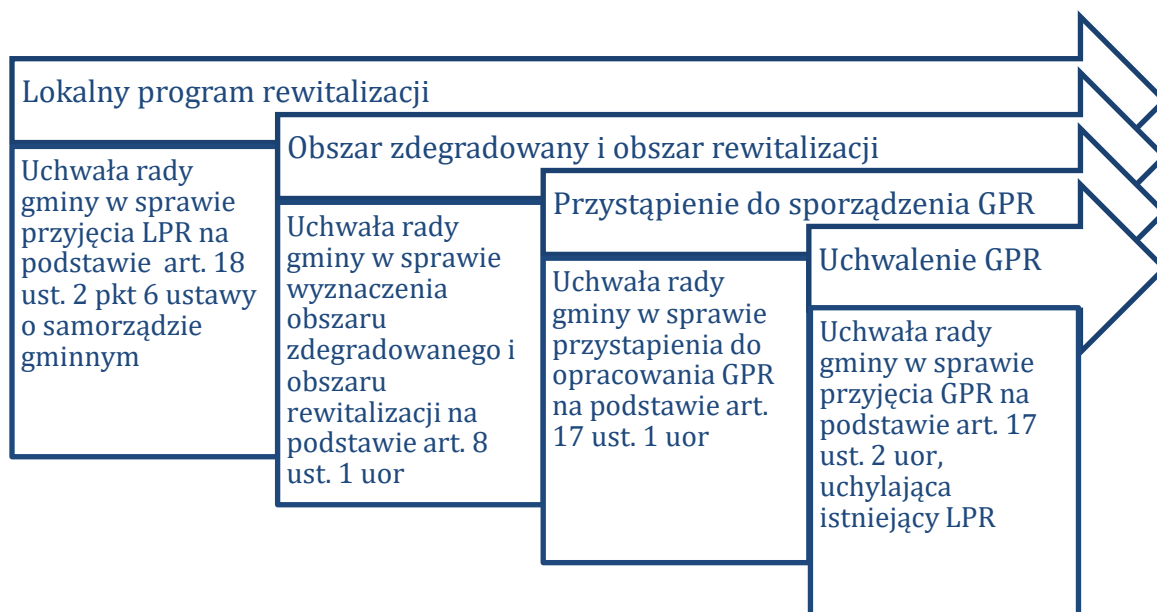 Lokalny program rewitalizacji
Uchwała rady
gminy w sprawie
przyjęcia LPR na
podstawie art. 18
ust. 2 pkt 6 ustawy
o samorządzie
gminnym
Obszar zdegradowany i obszar rewitalizacji
Uchwała rady
gminy w sprawie
wyznaczenia
obszaru
zdegradowanego i
obszaru
rewitalizacji na
podstawie art. 8
ust. 1 uor
Przystąpienie do sporządzenia GPR
Uchwała rady
gminy w sprawie
przystapienia do
opracowania GPR
na podstawie art.
17 ust. 1 uor
Uchwalenie GPR
Uchwała rady
gminy w sprawie
przyjęcia GPR na
podstawie art. 17
ust. 2 uor,
uchylająca
istniejący LPR